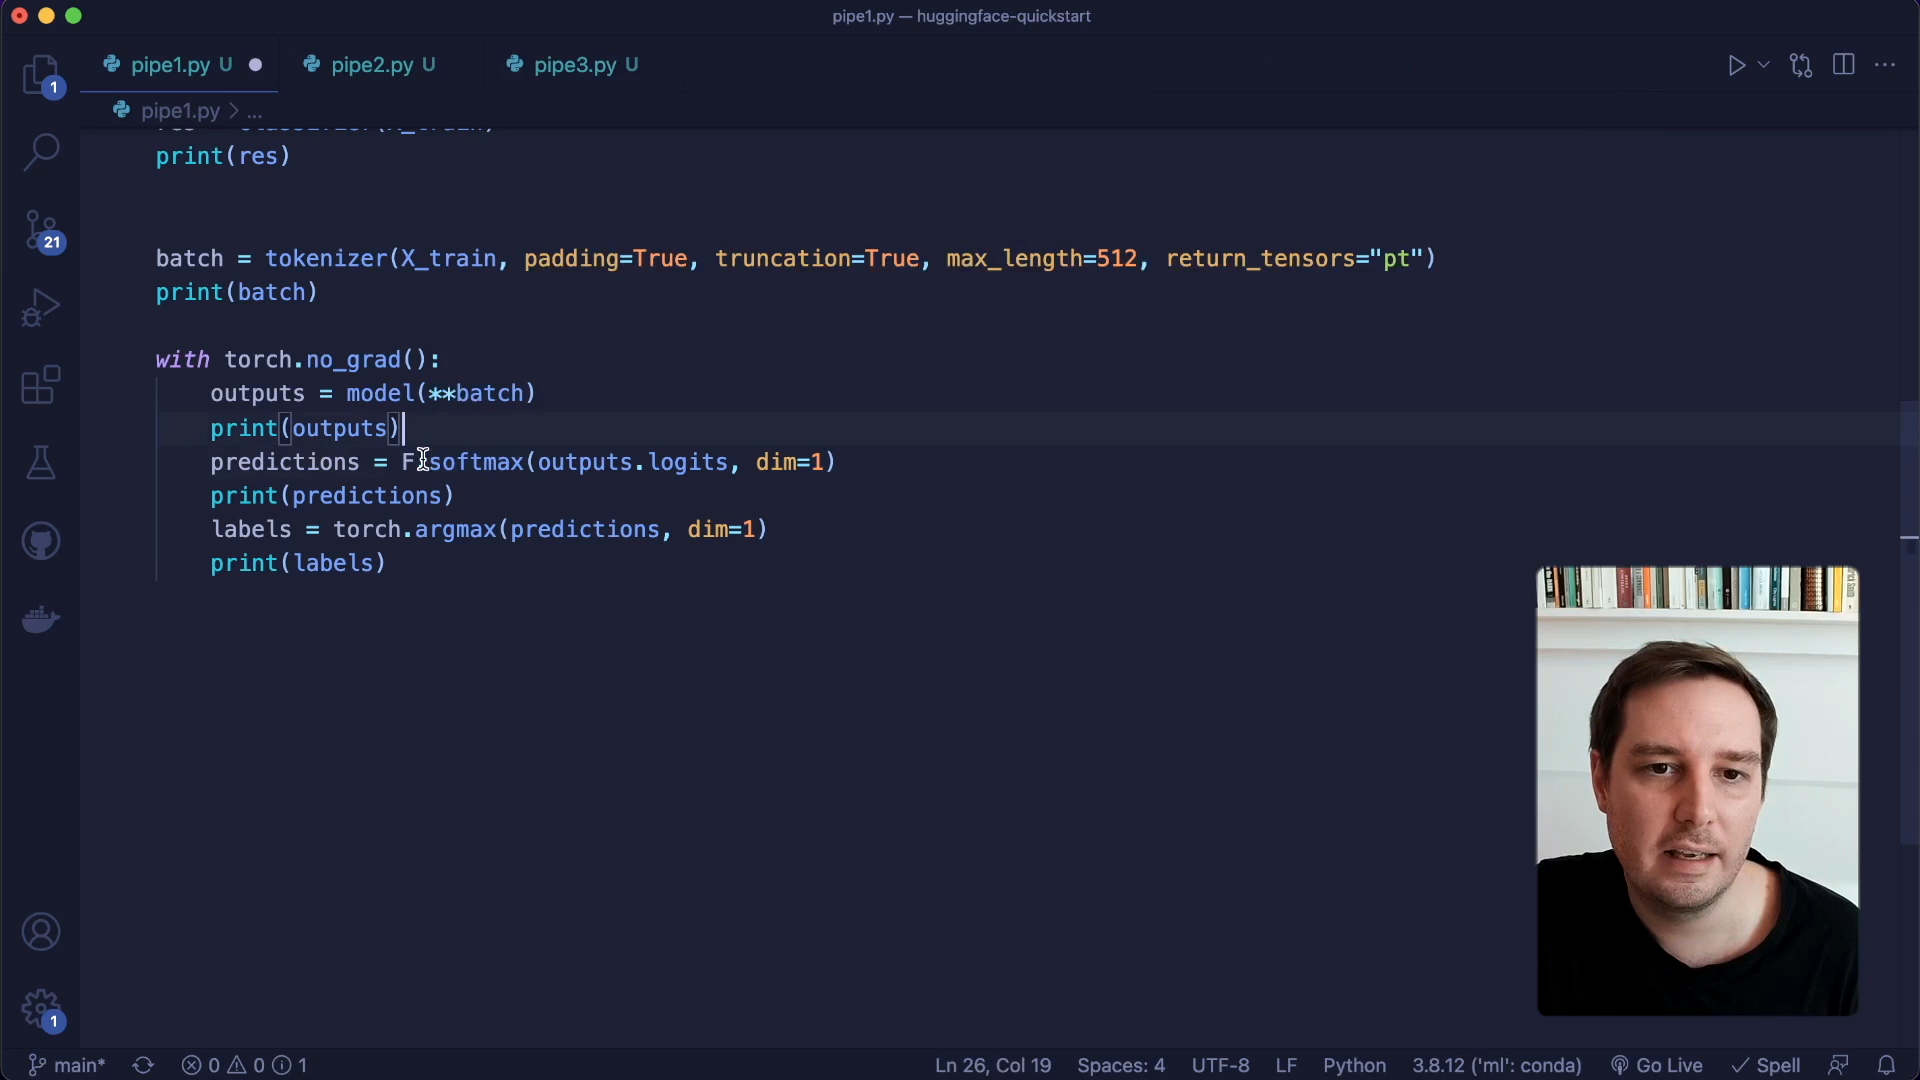 pipe1.py — huggingface-quickstart
pipe1.py U
pipe2.py U
pipe3.py U
pipe1.py > ...
print(res)
batch = tokenizer(X_train, padding=True, truncation=True, max_length=512, return_tensors="pt")
print(batch)
with torch.no_grad():
outputs = model(**batch)
print(outputs)
predictions = F.softmax(outputs.logits, dim=1)
print(predictions)
labels = torch.argmax(predictions, dim=1)
print(labels)
1
21
1
main*
0
0
1
Ln 26, Col 19
Spaces: 4
UTF-8
LF
Python
3.8.12 ('ml': conda)
Go Live
Spell